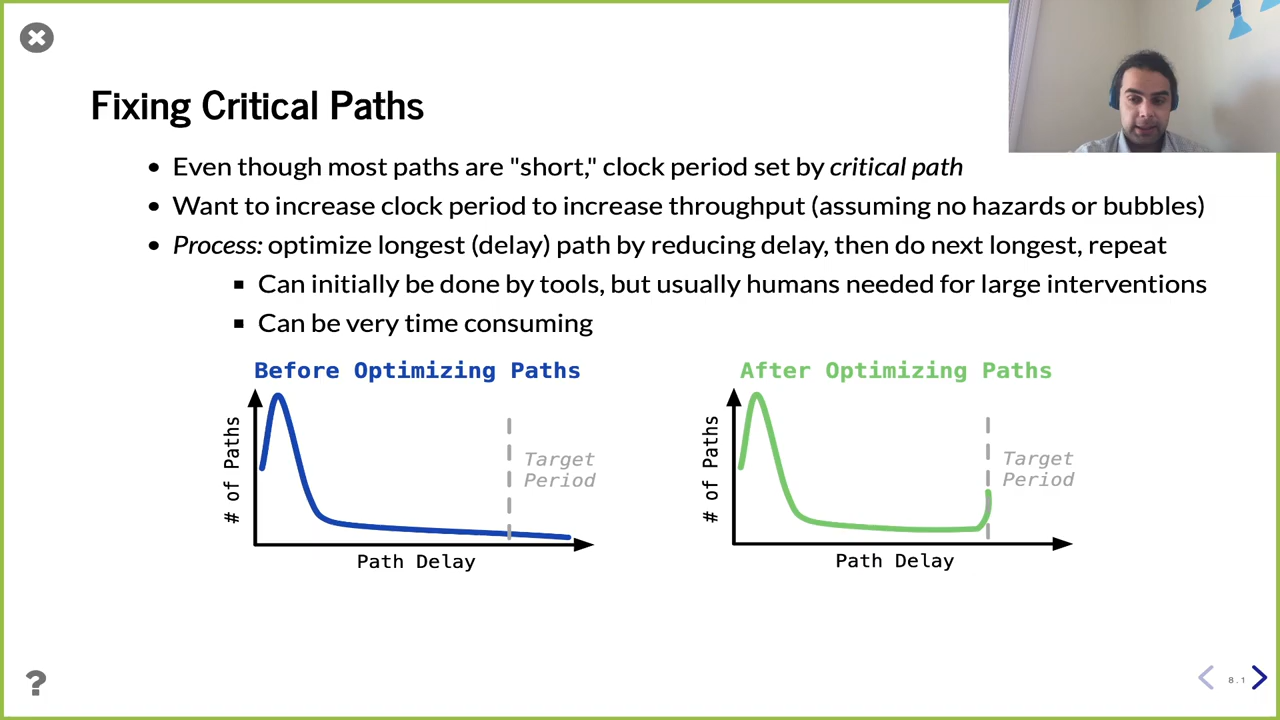 Fixing Critical Paths
• Even though most paths are "short," clock period set by critical path
• Want to increase clock period to increase throughput (assuming no hazards or bubbles)
• Process: optimize longest (delay) path by reducing delay, then do next longest, repeat
▪ Can initially be done by tools, but usually humans needed for large interventions
▪ Can be very time consuming
Before Optimizing Paths
# of Paths
Target
Period
Path Delay
After Optimizing Paths
# of Paths
Target
Period
Path Delay
?
8.1